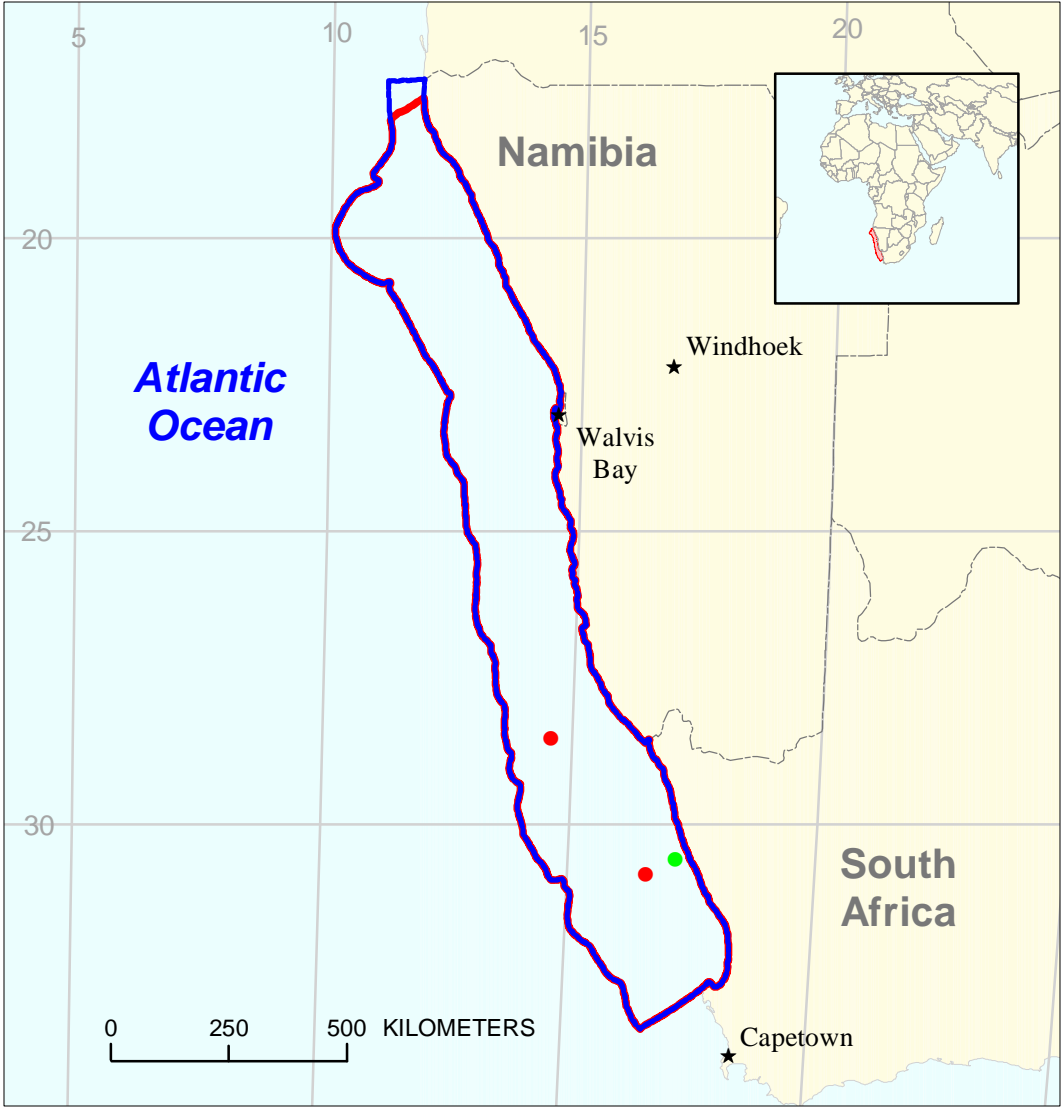 5
10
15
20
Namibia
20
Windhoek
Atlantic
Ocean
Walvis
Bay
25
30
South
Africa
0 250 500 KILOMETERS
Capetown